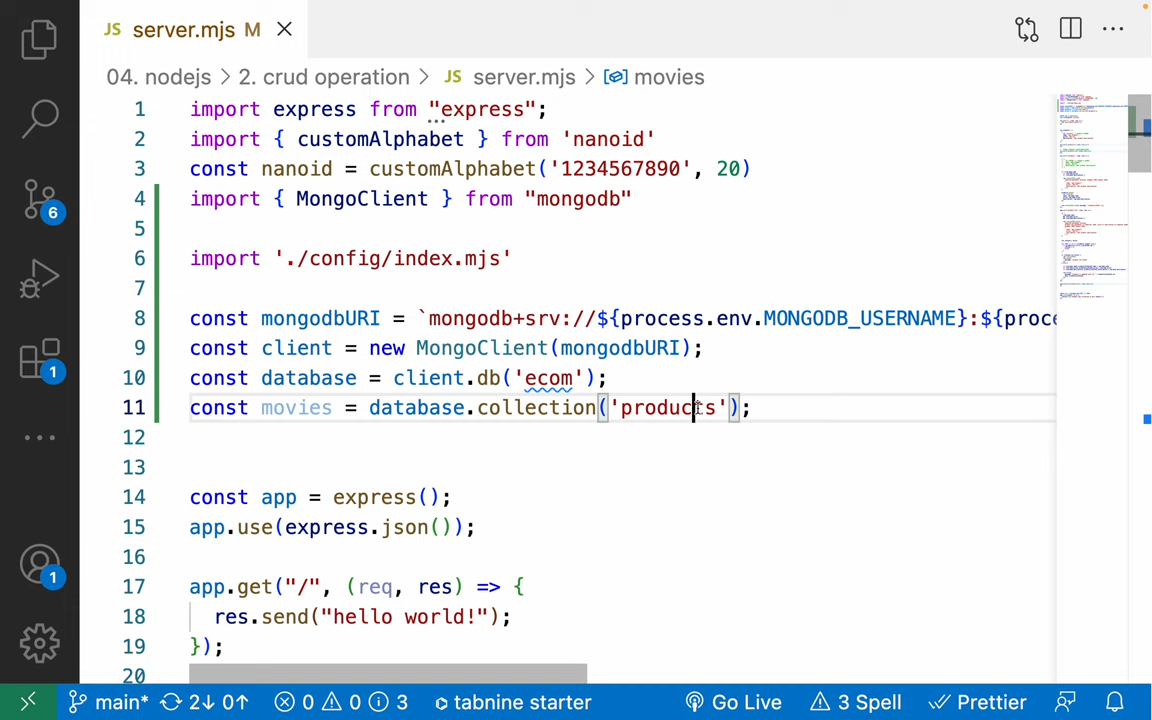 JS server.mjs M
04. nodejs > 2. crud operation > JS server.mjs > movies
1 import express from "express";
2 import { customAlphabet } from 'nanoid'
3 const nanoid = customAlphabet('1234567890', 20)
4 import { MongoClient } from "mongodb"
5
6 import './config/index.mjs'
7
8 const mongodbURI = `mongodb+srv://${process.env.MONGODB_USERNAME}:${proce
9 const client = new MongoClient(mongodbURI);
10 const database = client.db('ecom');
11 const movies = database.collection('products');
12
13
14 const app = express();
15 app.use(express.json());
16
17 app.get("/", (req, res) => {
18 res.send("hello world!");
19 });
20
6
1
1
main* 2↓ 0↑ 0 0 3 tabnine starter Go Live 3 Spell Prettier